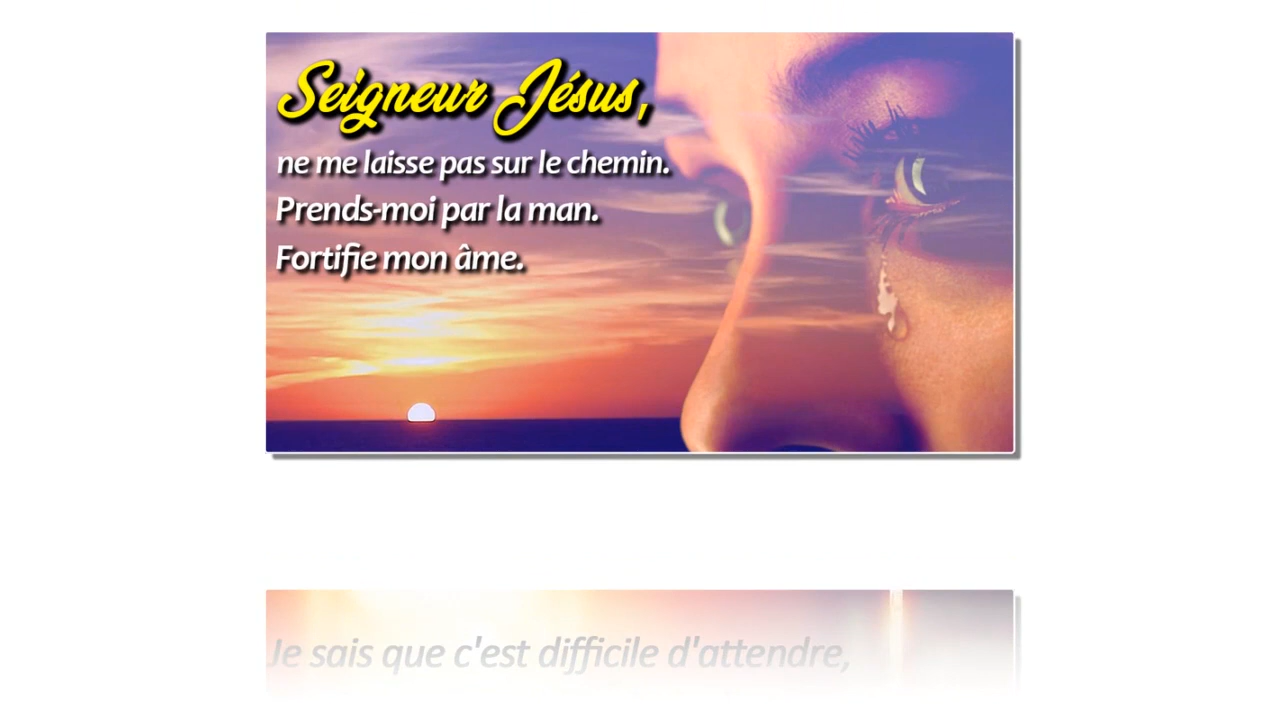 Seigneur Jésus,
ne me laisse pas sur le chemin.
Prends-moi par la man.
Fortifie mon âme.
Je sais que c'est difficile d'attendre,